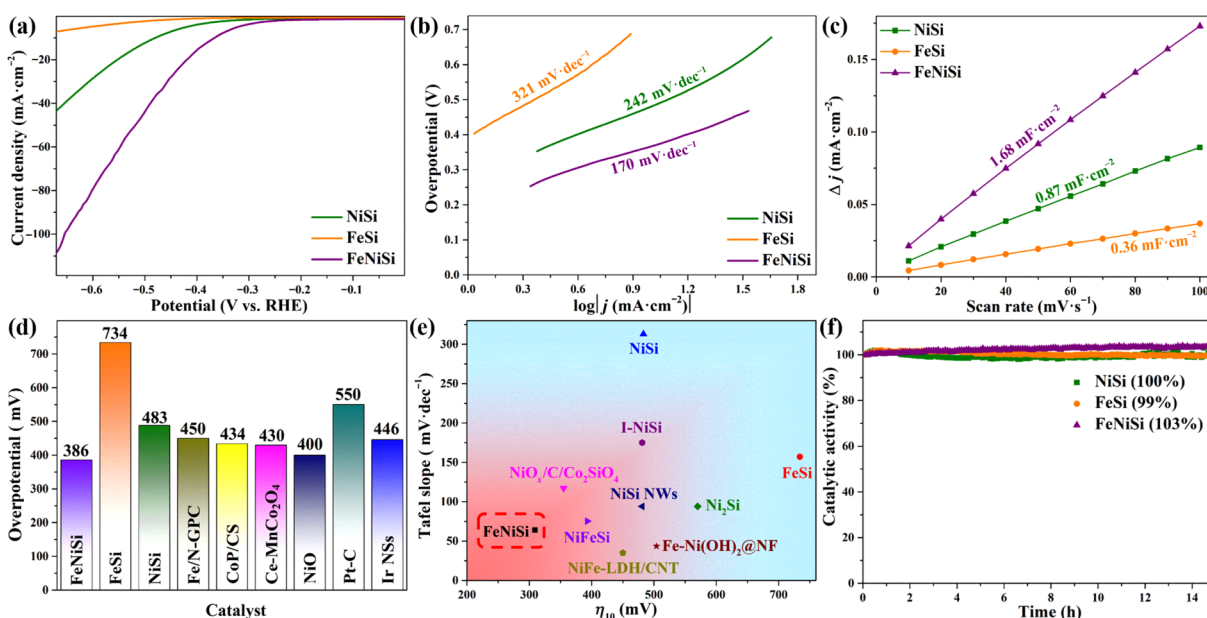 (a)
0
−20
−40
−60
−80
−100
Current density (mA·cm⁻²)
NiSi
FeSi
FeNiSi
−0.6
−0.5
−0.4
−0.3
−0.2
−0.1
Potential (V vs. RHE)
(b)
0.7
0.6
0.5
0.4
0.3
0.2
0.1
0.0
Overpotential (V)
321 mV·dec⁻¹
242 mV·dec⁻¹
170 mV·dec⁻¹
NiSi
FeSi
FeNiSi
0.0
0.3
0.6
0.9
1.2
1.5
1.8
log|j (mA·cm⁻²)|
(c)
NiSi
FeSi
FeNiSi
0.15
0.10
0.05
0.00
Δ j (mA·cm⁻²)
1.68 mF·cm⁻²
0.87 mF·cm⁻²
0.36 mF·cm⁻²
0
20
40
60
80
100
Scan rate (mV·s⁻¹)
(d)
700
600
500
400
300
200
100
0
Overpotential ( mV)
386
734
483
450
434
430
400
550
446
FeNiSi
FeSi
NiSi
Fe/N-GPC
CoP/CS
Ce-MnCo₂O₄
NiO
Pt-C
Ir NSs
Catalyst
(e)
300
250
200
150
100
50
0
Tafel slope ( mV·dec⁻¹)
NiSi
I-NiSi
FeSi
NiOₓ/C/Co₂SiO₄
NiSi NWs
Ni₂Si
FeNiSi
NiFeSi
Fe-Ni(OH)₂@NF
NiFe-LDH/CNT
200
300
400
500
600
700
η₁₀ (mV)
(f)
100
80
60
40
20
0
Catalytic activity (%)
NiSi (100%)
FeSi (99%)
FeNiSi (103%)
0
2
4
6
8
10
12
14
Time (h)